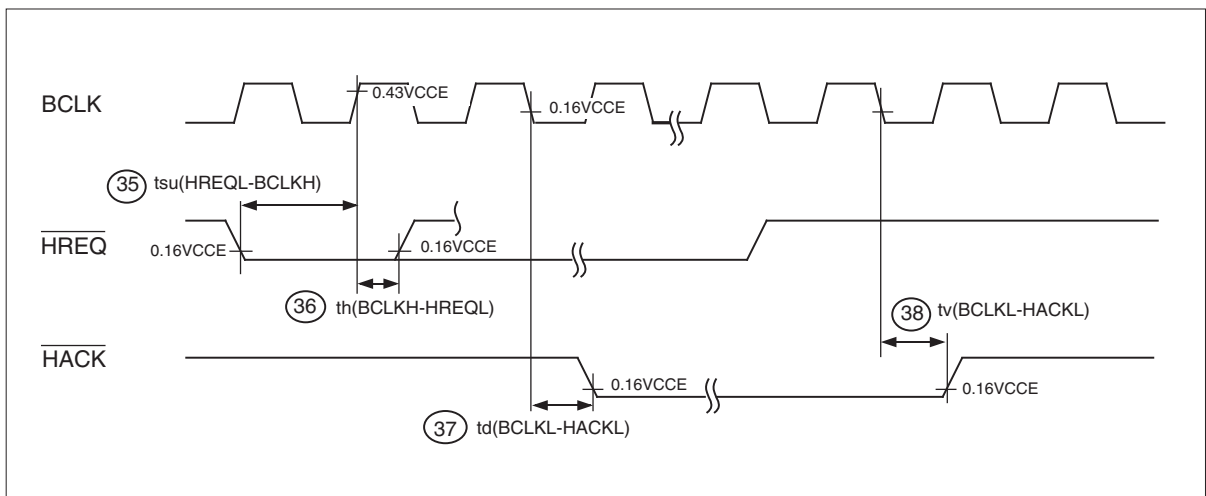 BCLK
0.43VCCE
0.16VCCE
35 tsu(HREQL-BCLKH)
HREQ
0.16VCCE
0.16VCCE
36 th(BCLKH-HREQL)
38 tv(BCLKL-HACKL)
HACK
0.16VCCE
0.16VCCE
37 td(BCLKL-HACKL)